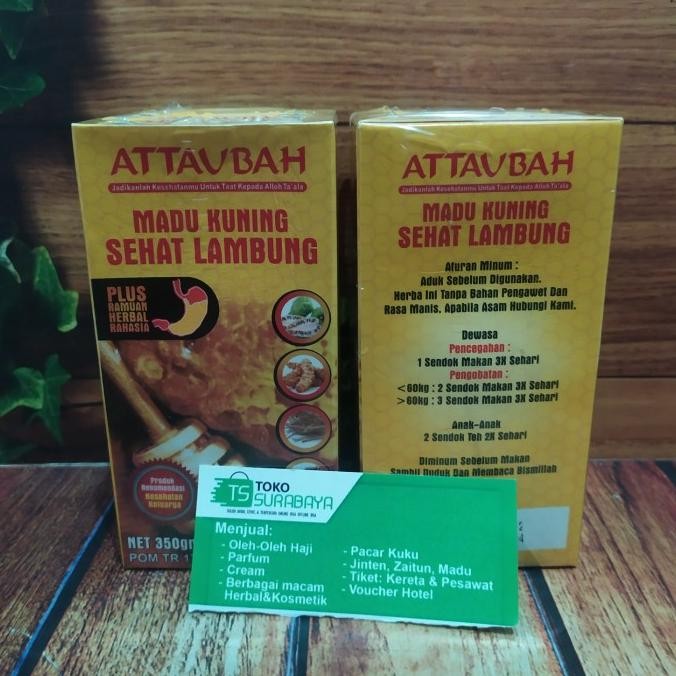 ATTAUBAH
Jadikanlah Kesehatanmu Untuk Taat Kepada Alloh Ta'ala
MADU KUNING
SEHAT LAMBUNG
PLUS
RAMUAN
HERBAL
RAHASIA
Produk
Rekomendasi
Kesehatan
Keluarga
NET 350gr
POM TR
ATTAUBAH
Jadikanlah Kesehatanmu Untuk Taat Kepada Alloh Ta'ala
MADU KUNING
SEHAT LAMBUNG
Aturan Minum :
Aduk Sebelum Digunakan.
Herba Ini Tanpa Bahan Pengawet Dan
Rasa Manis, Apabila Asam Hubungi Kami.
Dewasa
Pencegahan :
1 Sendok Makan 3X Sehari
Pengobatan :
<60kg : 2 Sendok Makan 3X Sehari
>60kg : 3 Sendok Makan 3X Sehari
Anak-Anak
2 Sendok Teh 2X Sehari
Diminum Sebelum Makan
Sambil Duduk Dan Membaca Bismillah
TS
TOKO
SURABAYA
Menjual:
- Oleh-Oleh Haji
- Parfum
- Cream
- Berbagai macam
Herbal&Kosmetik
- Pacar Kuku
- Jinten, Zaitun, Madu
- Tiket: Kereta & Pesawat
- Voucher Hotel